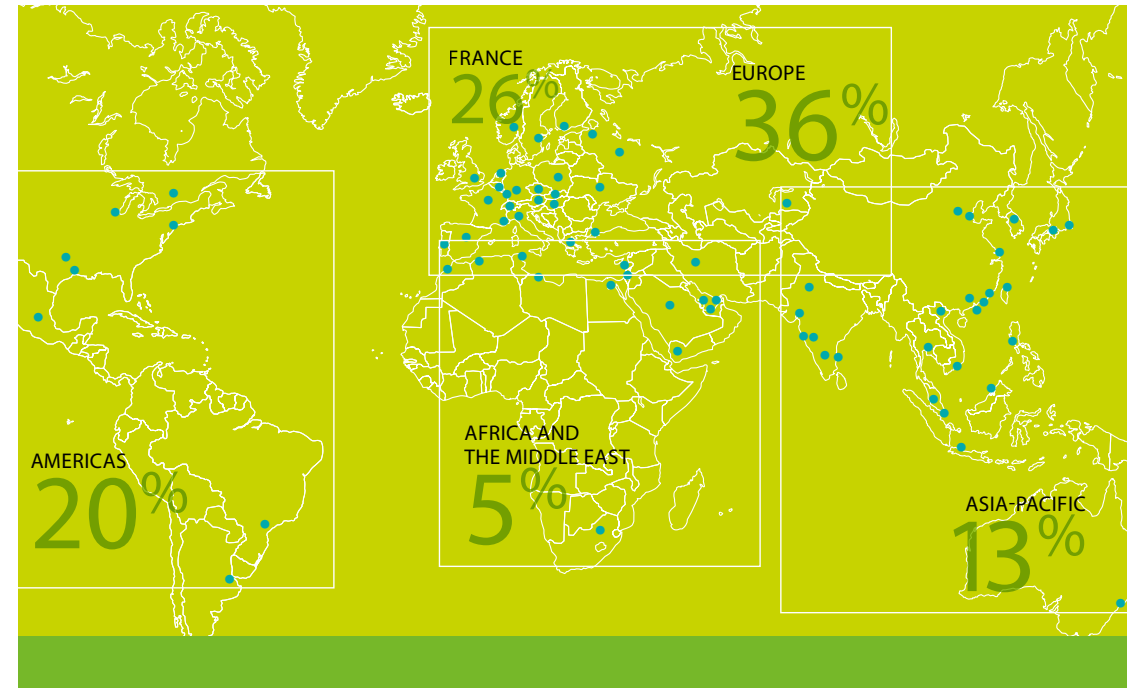 FRANCE
26%
EUROPE
36%
AMERICAS
20%
AFRICA AND
THE MIDDLE EAST
5%
ASIA-PACIFIC
13%